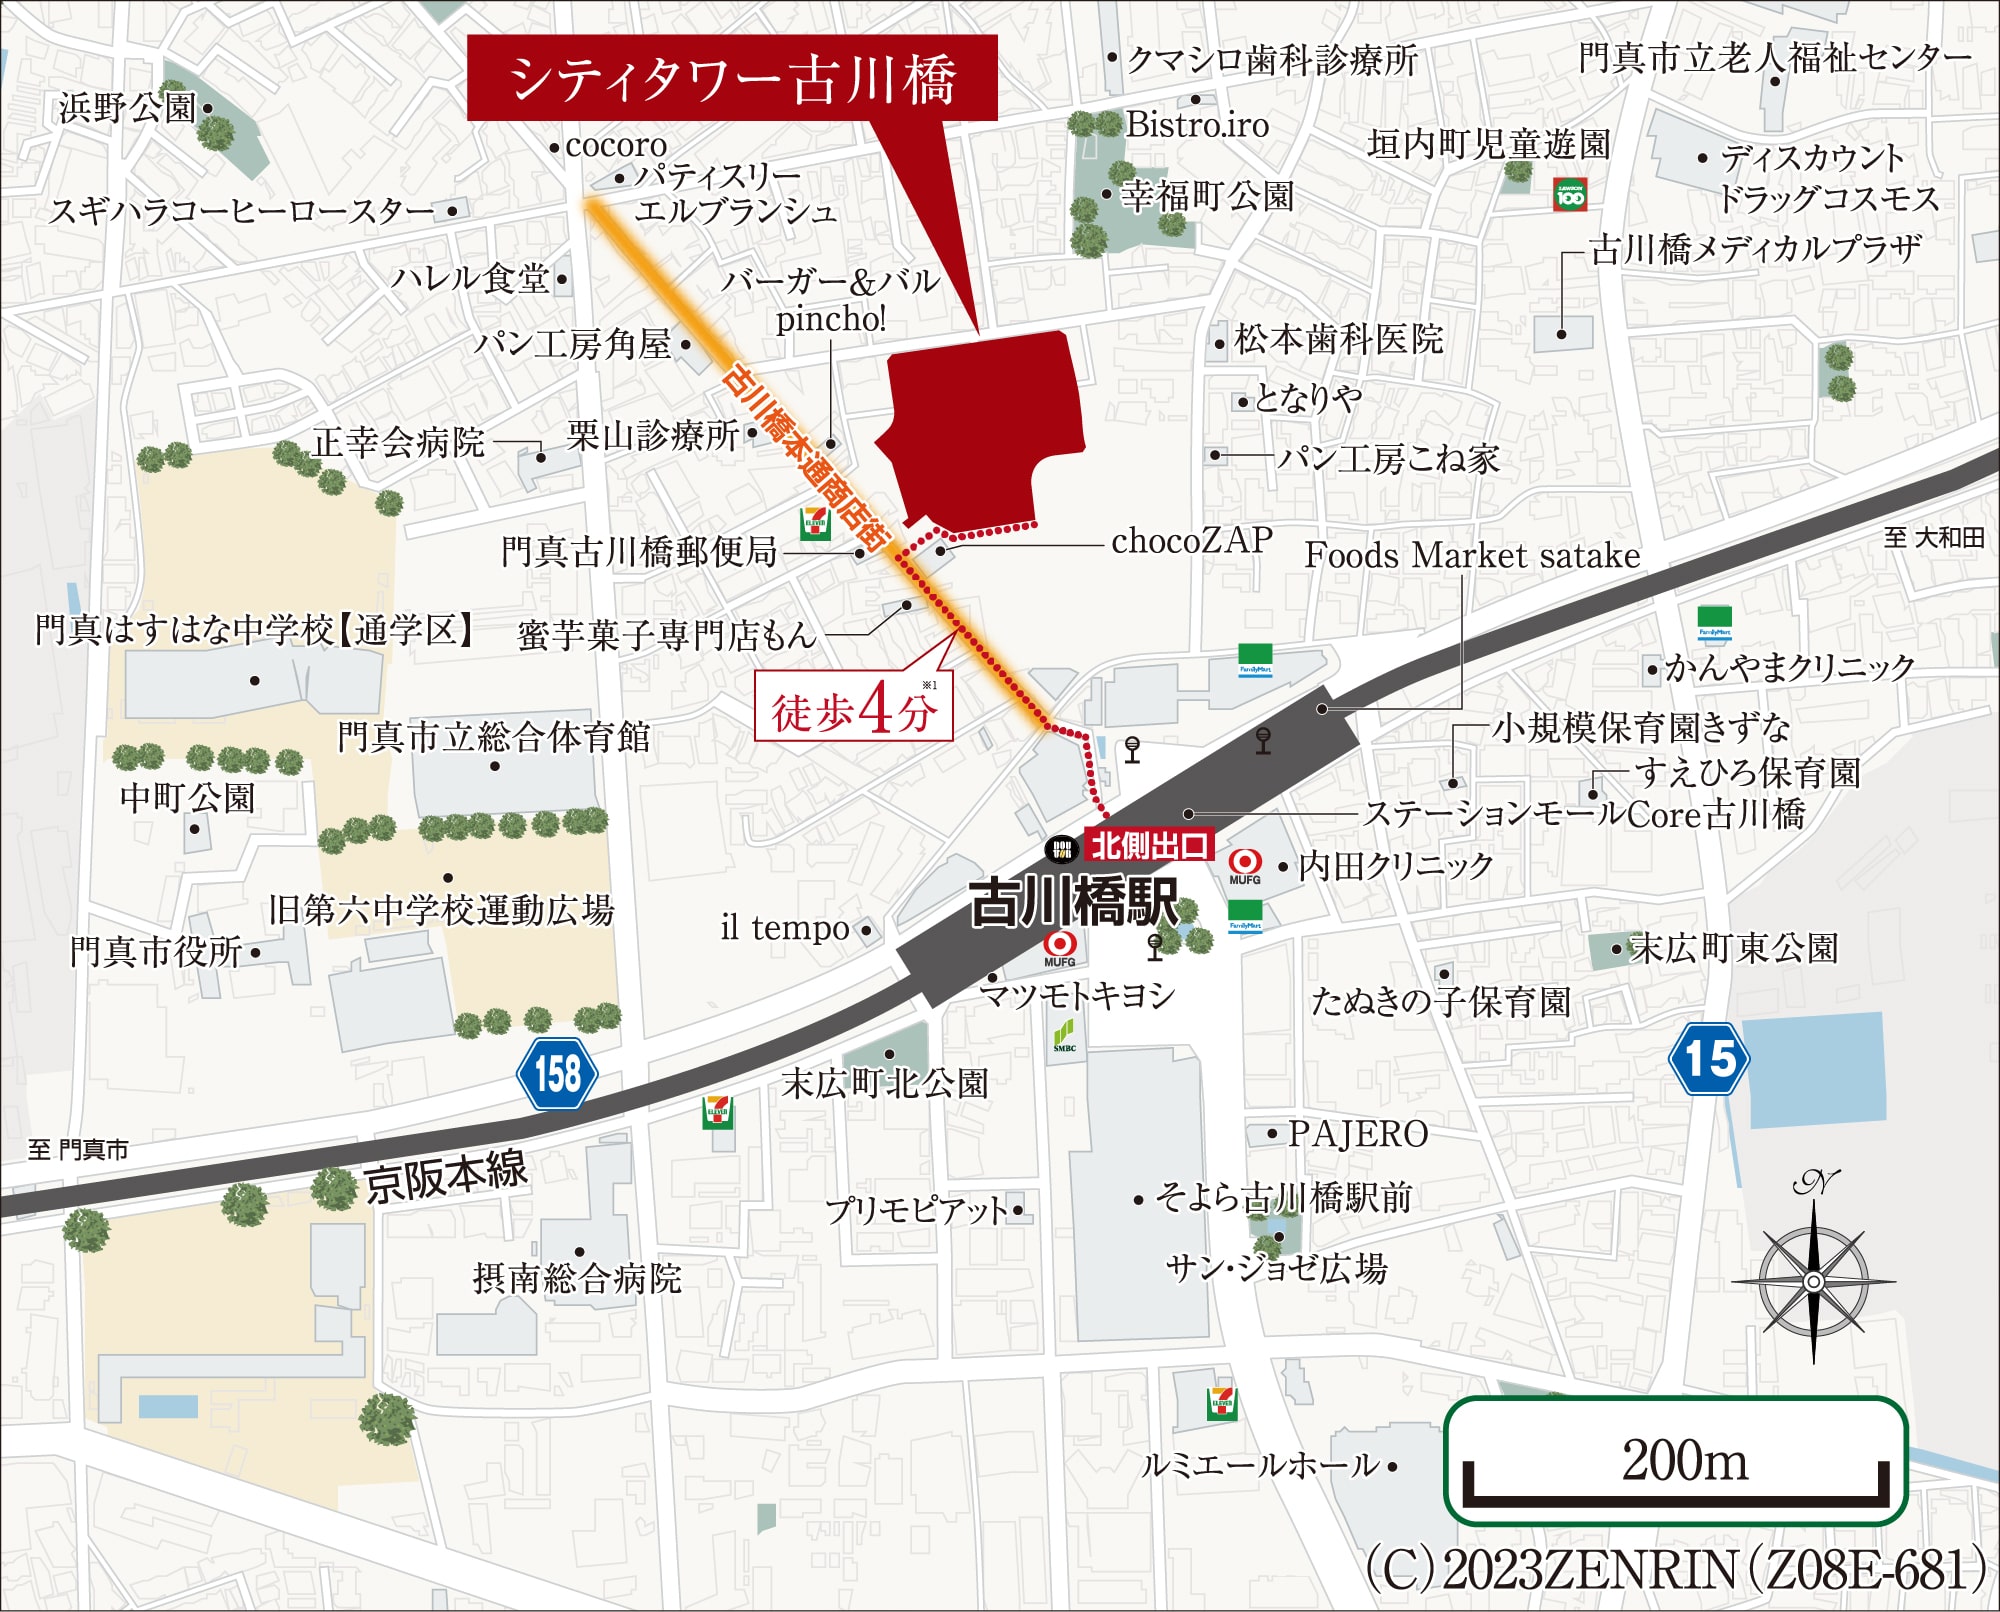 シティタワー古川橋
クマシロ歯科診療所
門真市立老人福祉センター
浜野公園
cocoro
Bistro.iro
垣内町児童遊園
LAWSON
100
ディスカウント
ドラッグコスモス
パティスリー
エルブランシュ
幸福町公園
スギハラコーヒーロースター
古川橋メディカルプラザ
ハレル食堂
バーガー&バル
pincho!
パン工房角屋
松本歯科医院
となりや
古川橋本通商店街
正幸会病院
栗山診療所
パン工房こね家
ELEVEN
門真古川橋郵便局
chocoZAP
Foods Market satake
至 大和田
門真はすはな中学校【通学区】
蜜芋菓子専門店もん
FamilyMart
FamilyMart
かんやまクリニック
徒歩4分
※1
門真市立総合体育館
小規模保育園きずな
すえひろ保育園
中町公園
ステーションモールCore古川橋
DOUTOR
北側出口
MUFG
内田クリニック
古川橋駅
旧第六中学校運動広場
FamilyMart
il tempo
門真市役所
MUFG
末広町東公園
マツモトキヨシ
たぬきの子保育園
SMBC
158
15
末広町北公園
ELEVEN
至 門真市
京阪本線
PAJERO
プリモピアット
そよら古川橋駅前
サン・ジョゼ広場
摂南総合病院
N
ELEVEN
ルミエールホール
200m
（C）2023ZENRIN（Z08E-681）